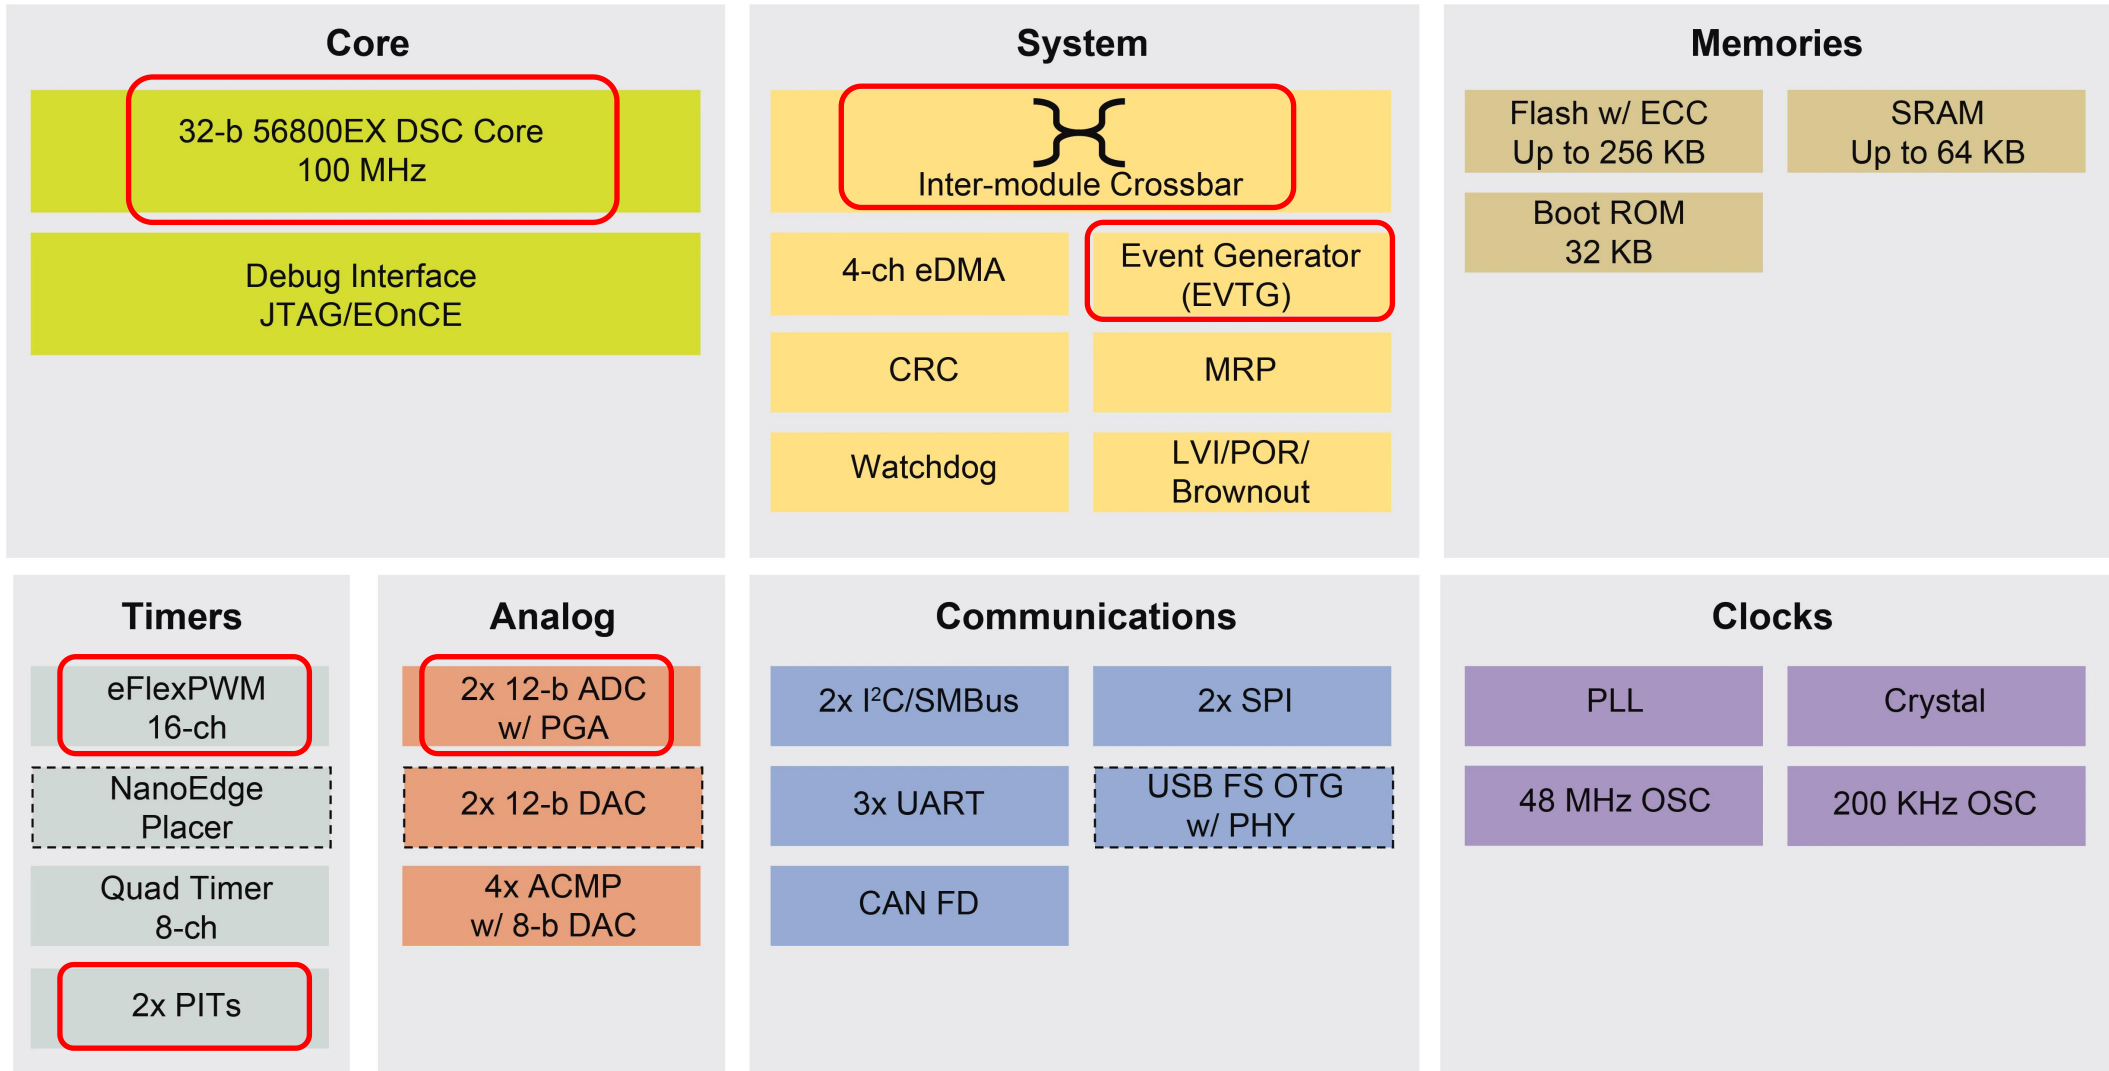 Core
32-b 56800EX DSC Core
100 MHz
Debug Interface
JTAG/EOnCE
System
Inter-module Crossbar
4-ch eDMA
Event Generator
(EVTG)
CRC
MRP
Watchdog
LVI/POR/
Brownout
Memories
Flash w/ ECC
Up to 256 KB
SRAM
Up to 64 KB
Boot ROM
32 KB
Timers
eFlexPWM
16-ch
NanoEdge
Placer
Quad Timer
8-ch
2x PITs
Analog
2x 12-b ADC
w/ PGA
2x 12-b DAC
4x ACMP
w/ 8-b DAC
Communications
2x I²C/SMBus
2x SPI
3x UART
USB FS OTG
w/ PHY
CAN FD
Clocks
PLL
Crystal
48 MHz OSC
200 KHz OSC